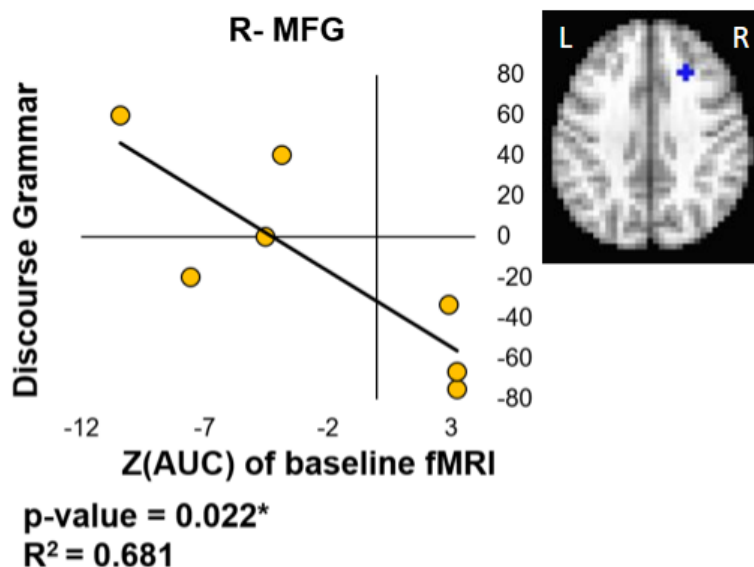 R- MFG
L R
Discourse Grammar
80
60
40
20
0
-20
-40
-60
-80
-12 -7 -2 3
Z(AUC) of baseline fMRI
p-value = 0.022*
R² = 0.681